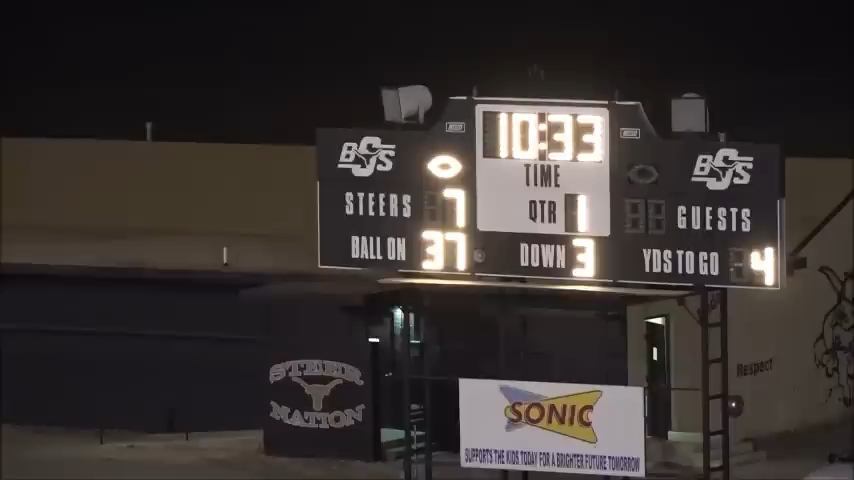 BSS
10:33
BSS
TIME
STEERS 7
QTR 1
GUESTS
BALL ON 37
DOWN 3
YDS TO GO 4
STEER
NATION
Respect
SONIC
SUPPORTS THE KIDS TODAY FOR A BRIGHTER FUTURE TOMORROW